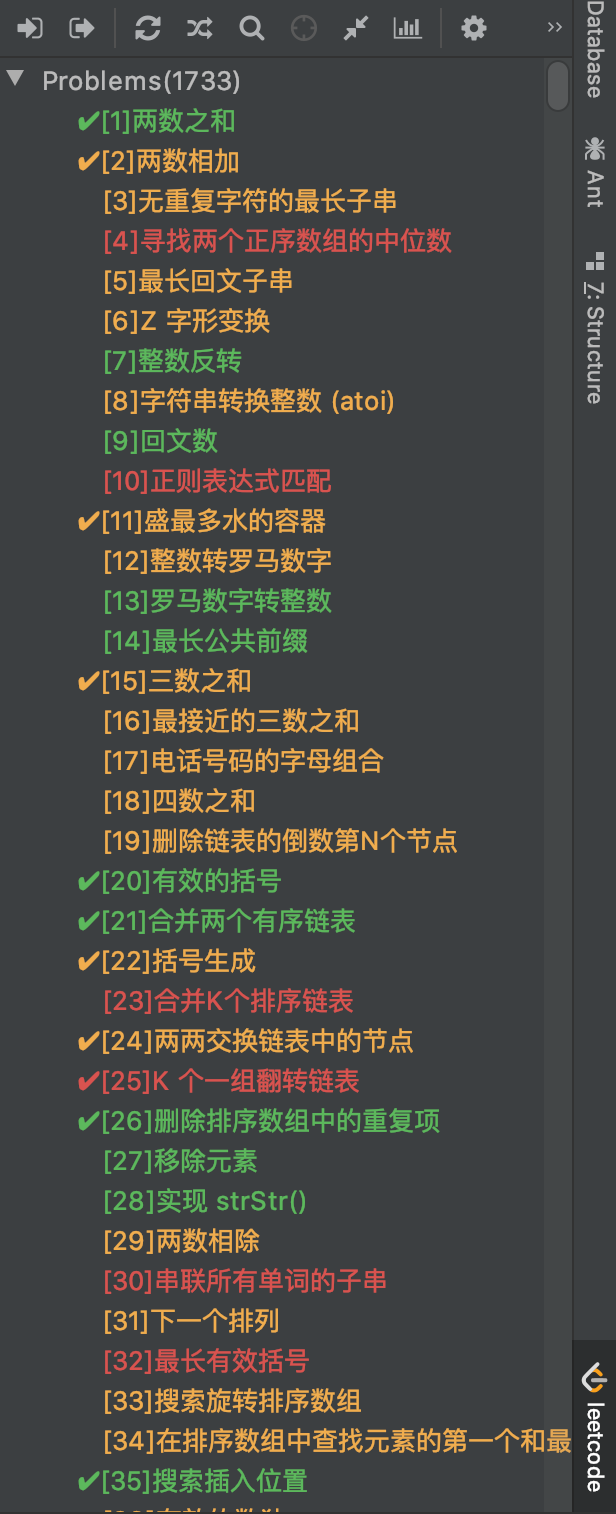 Problems(1733)
✔[1]两数之和
✔[2]两数相加
[3]无重复字符的最长子串
[4]寻找两个正序数组的中位数
[5]最长回文子串
[6]Z 字形变换
[7]整数反转
[8]字符串转换整数 (atoi)
[9]回文数
[10]正则表达式匹配
✔[11]盛最多水的容器
[12]整数转罗马数字
[13]罗马数字转整数
[14]最长公共前缀
✔[15]三数之和
[16]最接近的三数之和
[17]电话号码的字母组合
[18]四数之和
[19]删除链表的倒数第N个节点
✔[20]有效的括号
✔[21]合并两个有序链表
✔[22]括号生成
[23]合并K个排序链表
✔[24]两两交换链表中的节点
✔[25]K 个一组翻转链表
✔[26]删除排序数组中的重复项
[27]移除元素
[28]实现 strStr()
[29]两数相除
[30]串联所有单词的子串
[31]下一个排列
[32]最长有效括号
[33]搜索旋转排序数组
[34]在排序数组中查找元素的第一个和最
✔[35]搜索插入位置
Database
Ant
7: Structure
leetcode